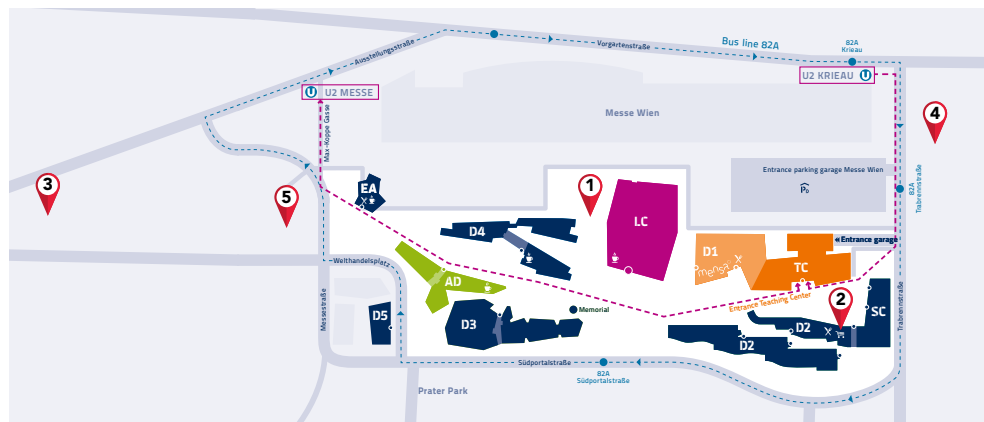 Bus line 82A
82A
Krieau
Ausstellungsstraße
Vorgartenstraße
U2 KRIEAU
U
U
U2 MESSE
Max-Koppe Gasse
Messe Wien
4
Entrance parking garage Messe Wien
P
82A
Trabrennstraße
3
5
EA
1
LC
D4
«Entrance garage
D1
mensa
TC
Welthandelsplatz
AD
Entrance Teaching Center
2
Messestraße
D5
D3
Memorial
D2
D2
SC
Trabrennstraße
Südportalstraße
82A
Südportalstraße
Prater Park